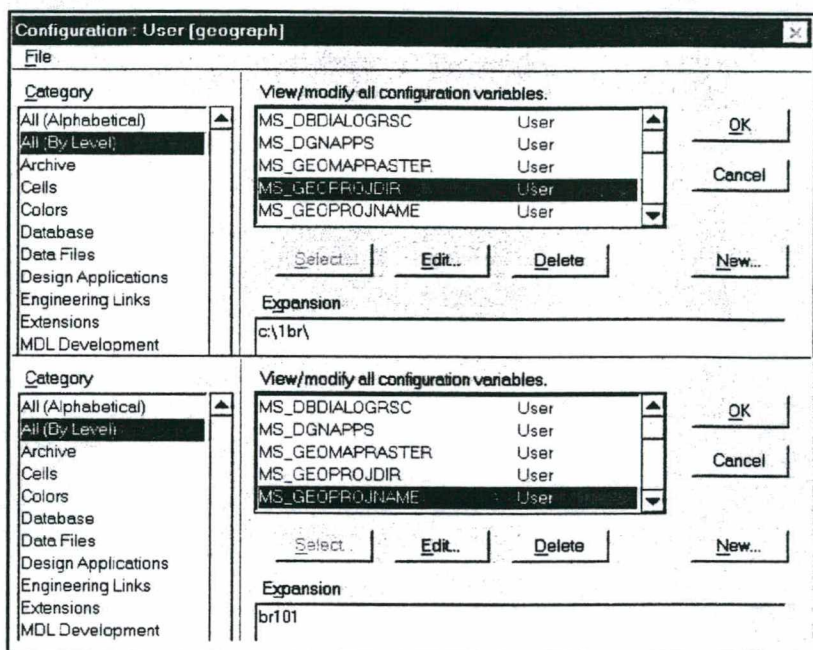 Configuration : User [geograph]
File
Category
All (Alphabetical)
All (By Level)
Archive
Cells
Colors
Database
Data Files
Design Applications
Engineering Links
Extensions
MDL Development
View/modify all configuration variables.
MS_DBDIALOGRSC User
MS_DGNAPPS User
MS_GEOMAPRASTER User
MS_GEOPROJDIR User
MS_GEOPROJNAME User
OK
Cancel
Select... Edit... Delete New...
Expansion
c:\1br\
Category
All (Alphabetical)
All (By Level)
Archive
Cells
Colors
Database
Data Files
Design Applications
Engineering Links
Extensions
MDL Development
View/modify all configuration variables.
MS_DBDIALOGRSC User
MS_DGNAPPS User
MS_GEOMAPRASTER User
MS_GEOPROJDIR User
MS_GEOPROJNAME User
OK
Cancel
Select... Edit... Delete New...
Expansion
br101